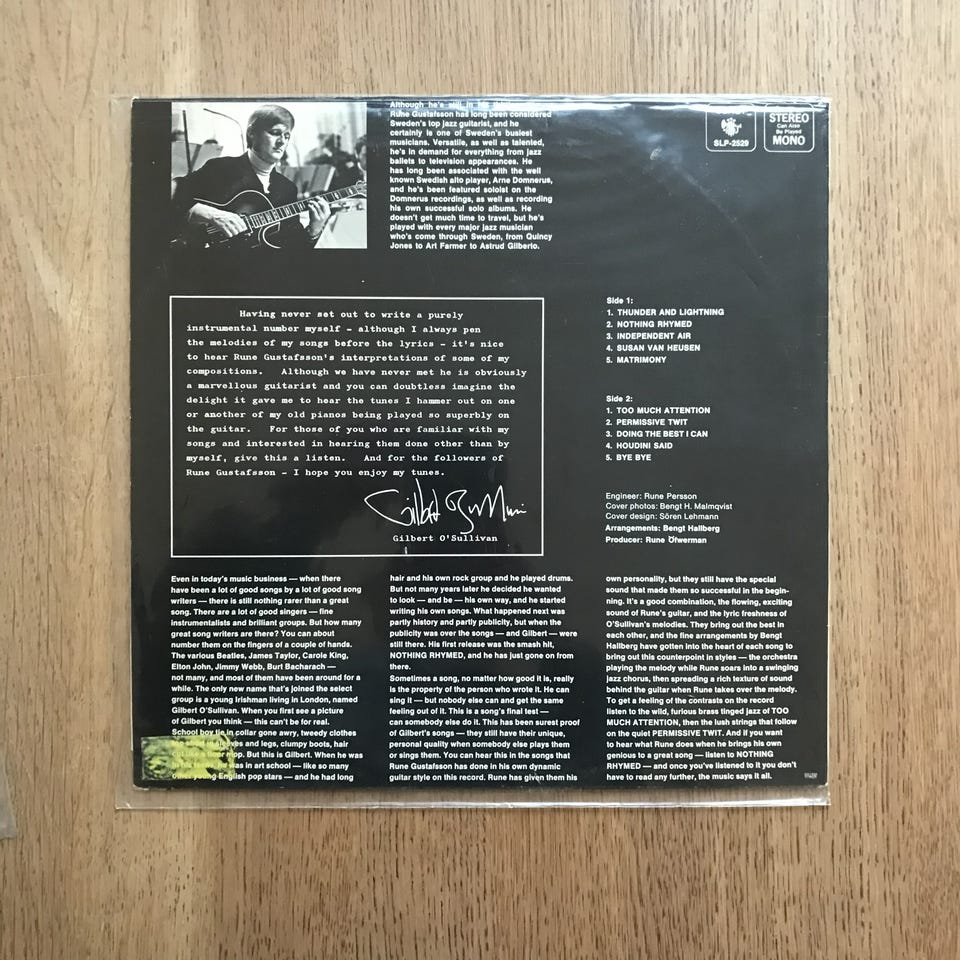 Although he's still in his
Rune Gustafsson has long been considered
Sweden's top jazz guitarist, and he
certainly is one of Sweden's busiest
musicians. Versatile, as well as talented,
he's in demand for everything from jazz
ballets to television appearances. He
has long been associated with the well
known Swedish alto player, Arne Domnerus,
and he's been featured soloist on the
Domnerus recordings, as well as recording
his own successful solo albums. He
doesn't get much time to travel, but he's
played with every major jazz musician
who's come through Sweden, from Quincy
Jones to Art Farmer to Astrud Gilberto.
SLP-2529
STEREO
Can Also
Be Played
MONO
Having never set out to write a purely
instrumental number myself - although I always pen
the melodies of my songs before the lyrics - it's nice
to hear Rune Gustafsson's interpretations of some of my
compositions. Although we have never met he is obviously
a marvellous guitarist and you can doubtless imagine the
delight it gave me to hear the tunes I hammer out on one
or another of my old pianos being played so superbly on
the guitar. For those of you who are familiar with my
songs and interested in hearing them done other than by
myself, give this a listen. And for the followers of
Rune Gustafsson - I hope you enjoy my tunes.
Gilbert O'Sullivan
Gilbert O'Sullivan
Side 1:
1. THUNDER AND LIGHTNING
2. NOTHING RHYMED
3. INDEPENDENT AIR
4. SUSAN VAN HEUSEN
5. MATRIMONY
Side 2:
1. TOO MUCH ATTENTION
2. PERMISSIVE TWIT
3. DOING THE BEST I CAN
4. HOUDINI SAID
5. BYE BYE
Engineer: Rune Persson
Cover photos: Bengt H. Malmqvist
Cover design: Sören Lehmann
Arrangements: Bengt Hallberg
Producer: Rune Öfwerman
Even in today's music business — when there
have been a lot of good songs by a lot of good song
writers — there is still nothing rarer than a great
song. There are a lot of good singers — fine
instrumentalists and brilliant groups. But how many
great song writers are there? You can about
number them on the fingers of a couple of hands.
The various Beatles, James Taylor, Carole King,
Elton John, Jimmy Webb, Burt Bacharach —
not many, and most of them have been around for a
while. The only new name that's joined the select
group is a young Irishman living in London, named
Gilbert O'Sullivan. When you first see a picture
of Gilbert you think — this can't be for real.
School boy tie in collar gone awry, tweedy clothes
too short in sleeves and legs, clumpy boots, hair
cut like a floor mop. But this is Gilbert. When he was
in his teens, he was in art school — like so many
other young English pop stars — and he had long
hair and his own rock group and he played drums.
But not many years later he decided he wanted
to look — and be — his own way, and he started
writing his own songs. What happened next was
partly history and partly publicity, but when the
publicity was over the songs — and Gilbert — were
still there. His first release was the smash hit,
NOTHING RHYMED, and he has just gone on from
there.
Sometimes a song, no matter how good it is, really
is the property of the person who wrote it. He can
sing it — but nobody else can and get the same
feeling out of it. This is a song's final test —
can somebody else do it. This has been surest proof
of Gilbert's songs — they still have their unique,
personal quality when somebody else plays them
or sings them. You can hear this in the songs that
Rune Gustafsson has done in his own dynamic
guitar style on this record. Rune has given them his
own personality, but they still have the special
sound that made them so successful in the begin-
ning. It's a good combination, the flowing, exciting
sound of Rune's guitar, and the lyric freshness of
O'Sullivan's melodies. They bring out the best in
each other, and the fine arrangements by Bengt
Hallberg have gotten into the heart of each song to
bring out this counterpoint in styles — the orchestra
playing the melody while Rune soars into a swinging
jazz chorus, then spreading a rich texture of sound
behind the guitar when Rune takes over the melody.
To get a feeling of the contrasts on the record
listen to the wild, furious brass tinged jazz of TOO
MUCH ATTENTION, then the lush strings that follow
on the quiet PERMISSIVE TWIT. And if you want
to hear what Rune does when he brings his own
genious to a great song — listen to NOTHING
RHYMED — and once you've listened to it you don't
have to read any further, the music says it all.